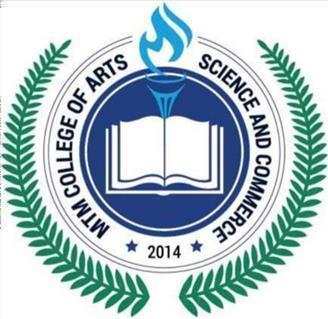 MTM COLLEGE OF ARTS
SCIENCE AND COMMERCE
2014